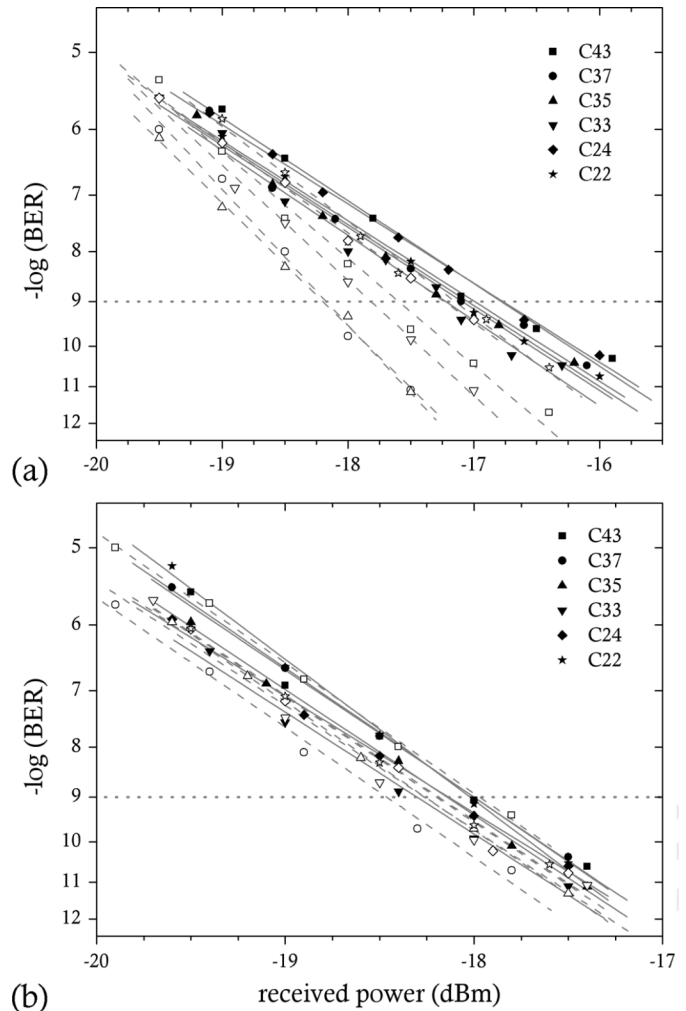 5
6
7
8
9
10
11
12
-log (BER)
C43
C37
C35
C33
C24
C22
-20
-19
-18
-17
-16
(a)
5
6
7
8
9
10
11
12
-log (BER)
C43
C37
C35
C33
C24
C22
-20
-19
-18
-17
(b)
received power (dBm)